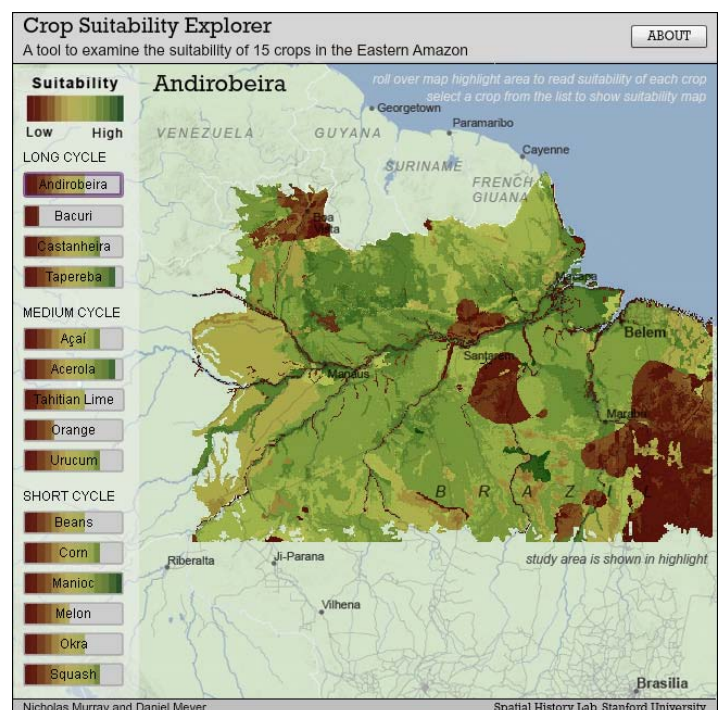 Crop Suitability Explorer
ABOUT
A tool to examine the suitability of 15 crops in the Eastern Amazon
Suitability
Low High
LONG CYCLE
Andirobeira
Bacuri
Castanheira
Tapereba
MEDIUM CYCLE
Açaí
Acerola
Tahitian Lime
Orange
Urucum
SHORT CYCLE
Beans
Corn
Manioc
Melon
Okra
Squash
Andirobeira
roll over map highlight area to read suitability of each crop
select a crop from the list to show suitability map
Georgetown
Paramaribo
VENEZUELA
GUYANA
Cayenne
SURINAME
FRENCH
GIUANA
Boa
Vista
Macapa
Belem
Santarem
Manaus
Maraba
BRAZIL
Riberalta
Ji-Parana
study area is shown in highlight
Vilhena
Brasilia
Nicholas Murray and Daniel Meyer
Spatial History Lab, Stanford University